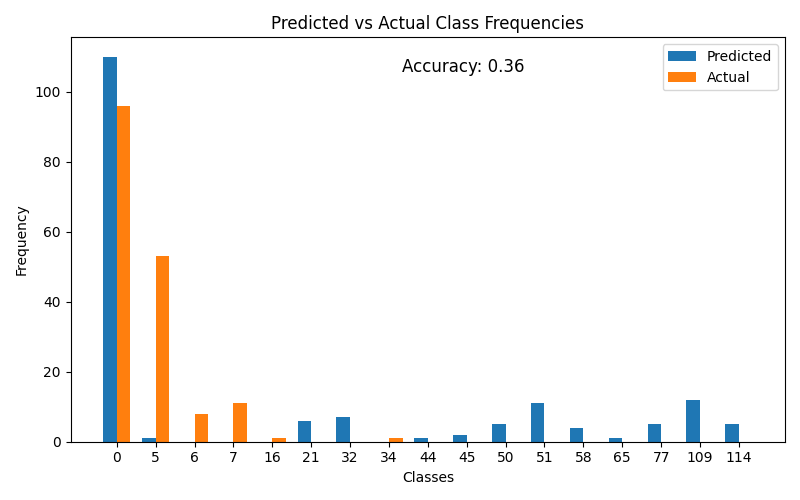 Predicted vs Actual Class Frequencies
Accuracy: 0.36
Predicted
Actual
Frequency
100
80
60
40
20
0
0 5 6 7 16 21 32 34 44 45 50 51 58 65 77 109 114
Classes